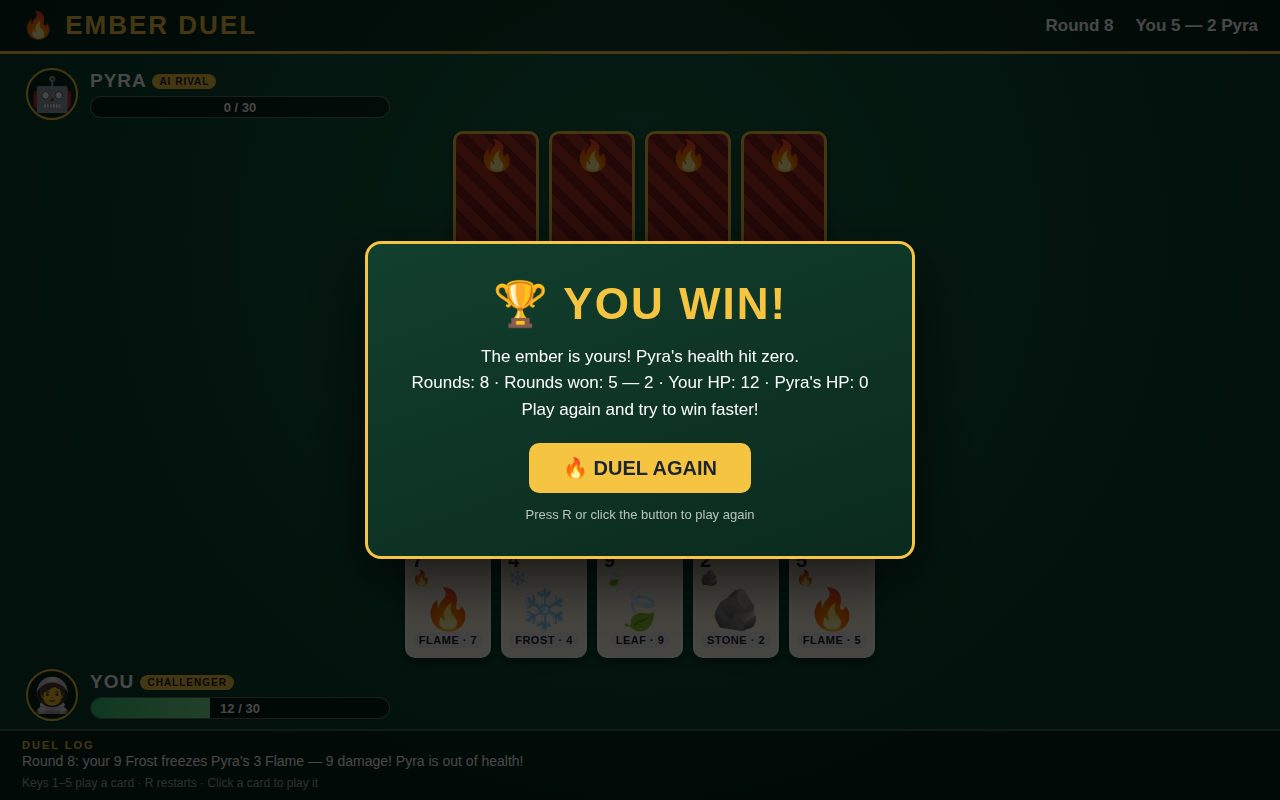 EMBER DUEL
Round 8 You 5 — 2 Pyra
PYRA AI RIVAL
0 / 30
YOU WIN!
The ember is yours! Pyra's health hit zero.
Rounds: 8 · Rounds won: 5 — 2 · Your HP: 12 · Pyra's HP: 0
Play again and try to win faster!
DUEL AGAIN
Press R or click the button to play again
7 4 9 2 5
FLAME · 7 FROST · 4 LEAF · 9 STONE · 2 FLAME · 5
YOU CHALLENGER
12 / 30
DUEL LOG
Round 8: your 9 Frost freezes Pyra's 3 Flame — 9 damage! Pyra is out of health!
Keys 1–5 play a card · R restarts · Click a card to play it